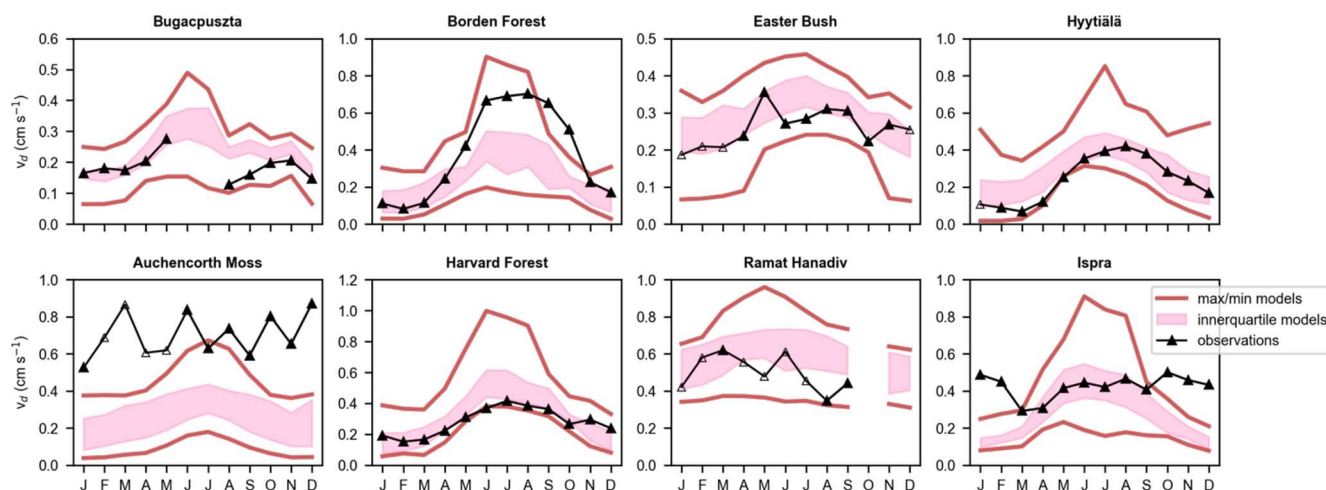 Bugacpuszta
Borden Forest
Easter Bush
Hyytiälä
v_d (cm s⁻¹)
0.6
0.5
0.4
0.3
0.2
0.1
0.0
1.0
0.8
0.6
0.4
0.2
0.0
0.5
0.4
0.3
0.2
0.1
0.0
1.0
0.8
0.6
0.4
0.2
0.0
Auchencorth Moss
Harvard Forest
Ramat Hanadiv
Ispra
v_d (cm s⁻¹)
1.0
0.8
0.6
0.4
0.2
0.0
1.2
1.0
0.8
0.6
0.4
0.2
0.0
1.0
0.8
0.6
0.4
0.2
0.0
1.0
0.8
0.6
0.4
0.2
0.0
max/min models
innerquartile models
observations
J F M A M J J A S O N D
J F M A M J J A S O N D
J F M A M J J A S O N D
J F M A M J J A S O N D